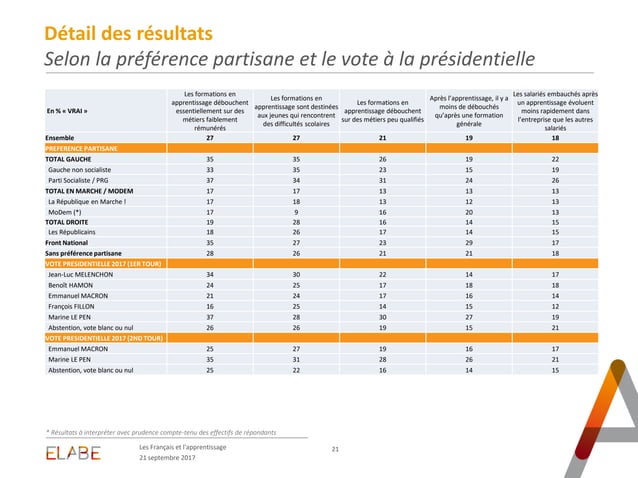 Détail des résultats
Selon la préférence partisane et le vote à la présidentielle
En % « VRAI »
Les formations en
apprentissage débouchent
essentiellement sur des
métiers faiblement
rémunérés
Les formations en
apprentissage sont destinées
aux jeunes qui rencontrent
des difficultés scolaires
Les formations en
apprentissage débouchent
sur des métiers peu qualifiés
Après l'apprentissage, il y a
moins de débouchés
qu'après une formation
générale
Les salariés embauchés après
un apprentissage évoluent
moins rapidement dans
l'entreprise que les autres
salariés
Ensemble 27 27 21 19 18
PREFERENCE PARTISANE
TOTAL GAUCHE 35 35 26 19 22
Gauche non socialiste 33 35 23 15 19
Parti Socialiste / PRG 37 34 31 24 26
TOTAL EN MARCHE / MODEM 17 17 13 13 13
La République en Marche ! 17 18 13 12 13
MoDem (*) 17 9 16 20 13
TOTAL DROITE 19 28 16 14 15
Les Républicains 18 26 17 14 15
Front National 35 27 23 29 17
Sans préférence partisane 28 26 21 21 18
VOTE PRESIDENTIELLE 2017 (1ER TOUR)
Jean-Luc MELENCHON 34 30 22 14 17
Benoît HAMON 24 25 17 18 18
Emmanuel MACRON 21 24 17 16 14
François FILLON 16 25 14 15 12
Marine LE PEN 37 28 30 27 19
Abstention, vote blanc ou nul 26 26 19 15 21
VOTE PRESIDENTIELLE 2017 (2ND TOUR)
Emmanuel MACRON 25 27 19 16 17
Marine LE PEN 35 31 28 26 21
Abstention, vote blanc ou nul 25 22 16 14 15
* Résultats à interpréter avec prudence compte-tenu des effectifs de répondants
ELABE
Les Français et l'apprentissage
21 septembre 2017
21